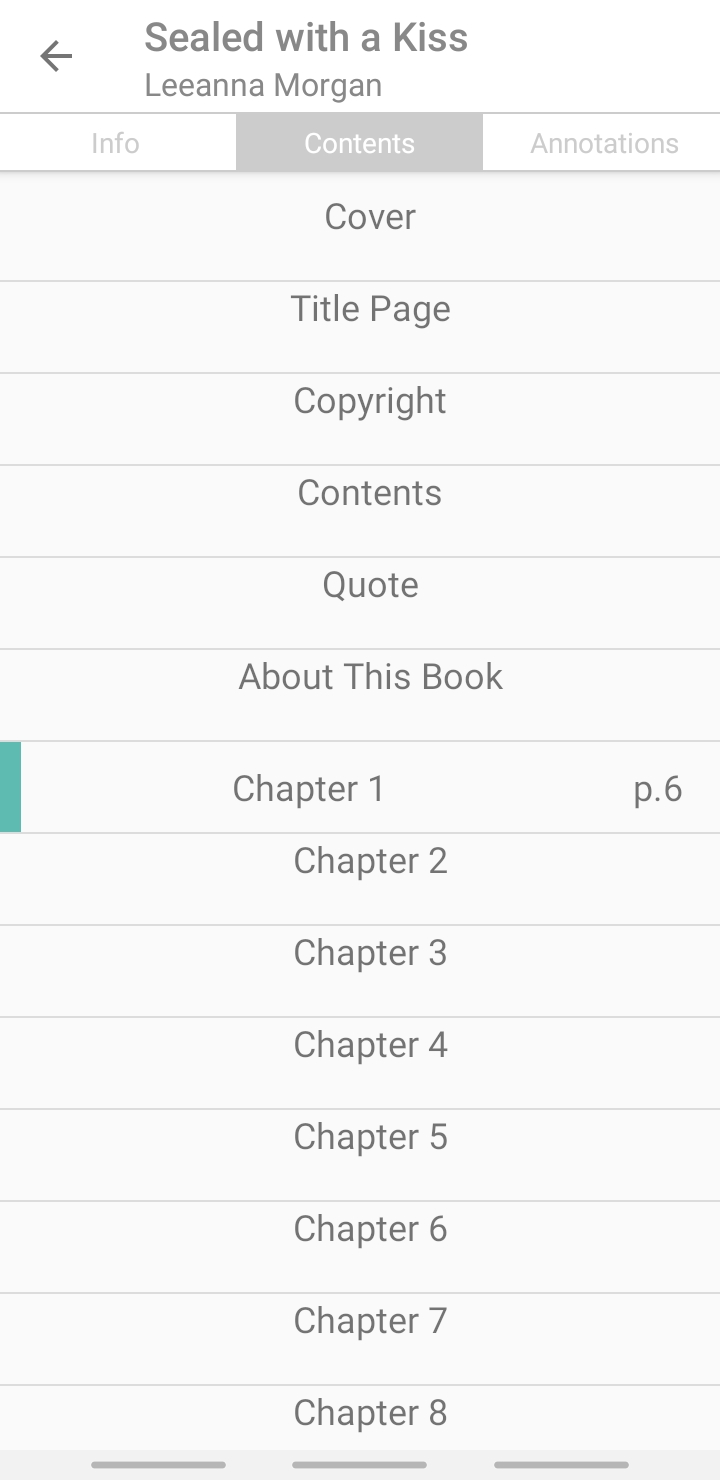 Sealed with a Kiss
Leeanna Morgan
Info
Contents
Annotations
Cover
Title Page
Copyright
Contents
Quote
About This Book
Chapter 1
p.6
Chapter 2
Chapter 3
Chapter 4
Chapter 5
Chapter 6
Chapter 7
Chapter 8